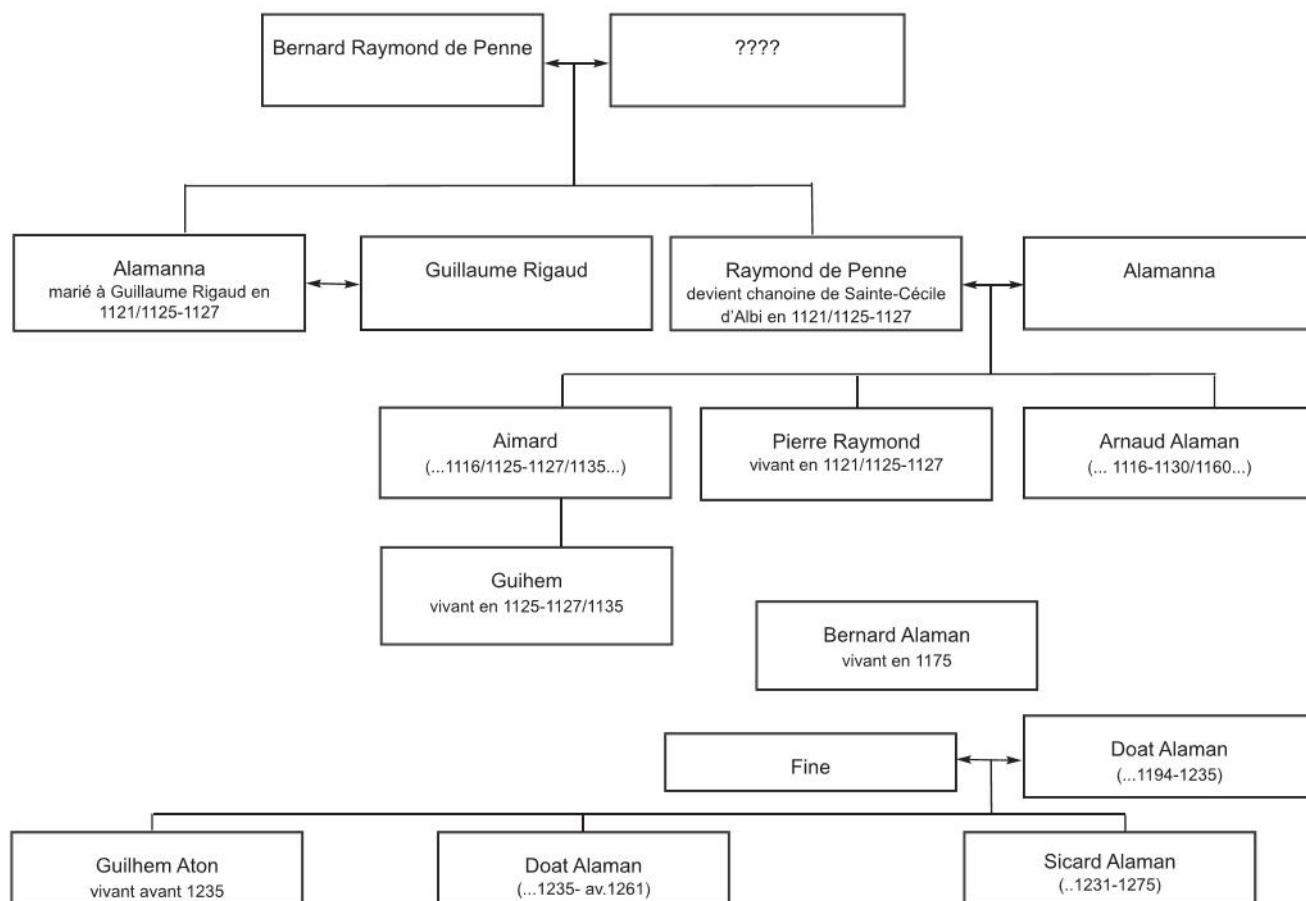 Bernard Raymond de Penne
????
Alamanna
marié à Guillaume Rigaud en
1121/1125-1127
Guillaume Rigaud
Raymond de Penne
devient chanoine de Sainte-Cécile
d'Albi en 1121/1125-1127
Alamanna
Aimard
(...1116/1125-1127/1135...)
Pierre Raymond
vivant en 1121/1125-1127
Arnaud Alaman
(... 1116-1130/1160...)
Guihem
vivant en 1125-1127/1135
Bernard Alaman
vivant en 1175
Fine
Doat Alaman
(...1194-1235)
Guilhem Aton
vivant avant 1235
Doat Alaman
(...1235- av.1261)
Sicard Alaman
(..1231-1275)